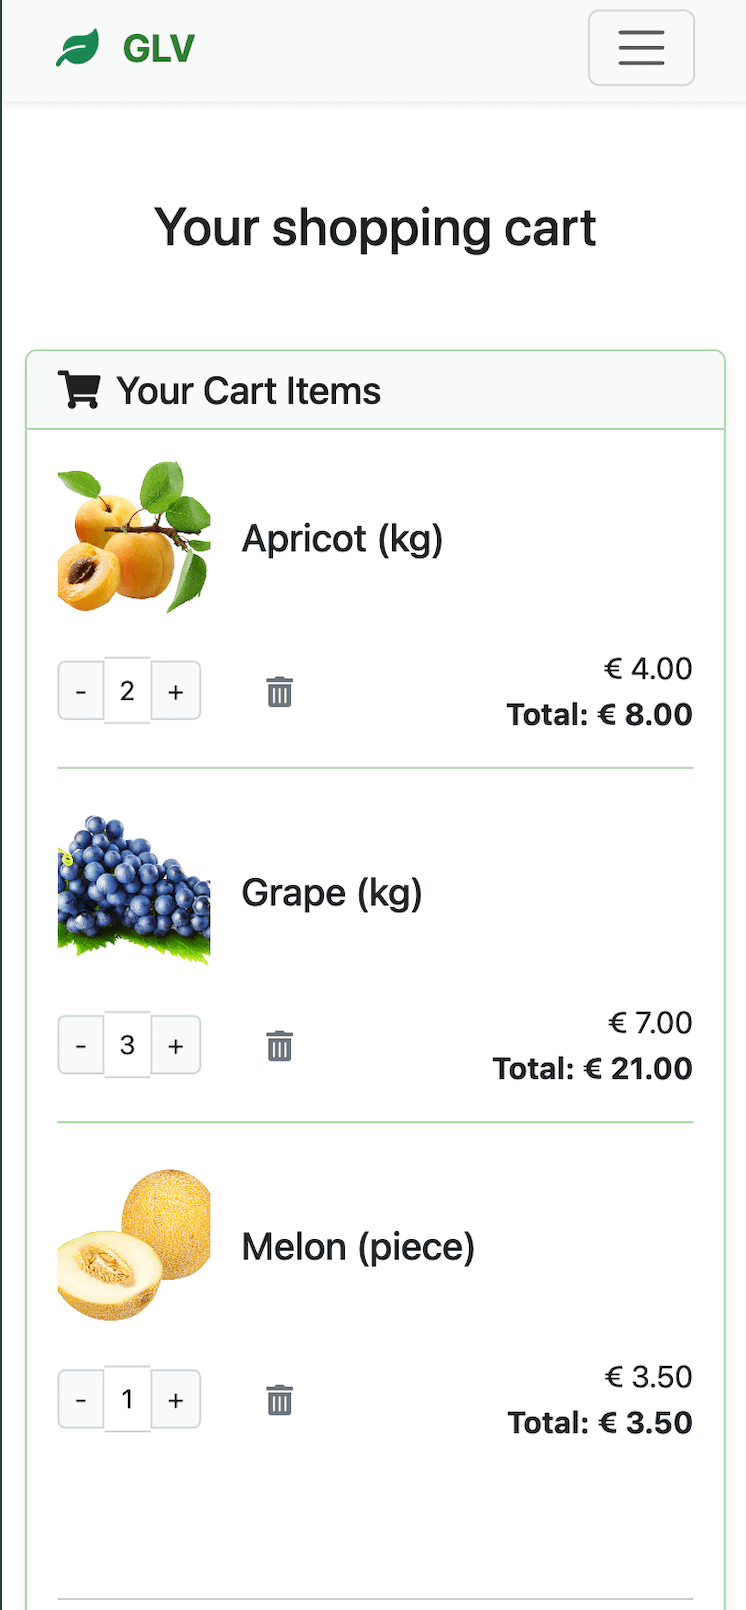 GLV
Your shopping cart
Your Cart Items
Apricot (kg)
- 2 +
€ 4.00
Total: € 8.00
Grape (kg)
- 3 +
€ 7.00
Total: € 21.00
Melon (piece)
- 1 +
€ 3.50
Total: € 3.50